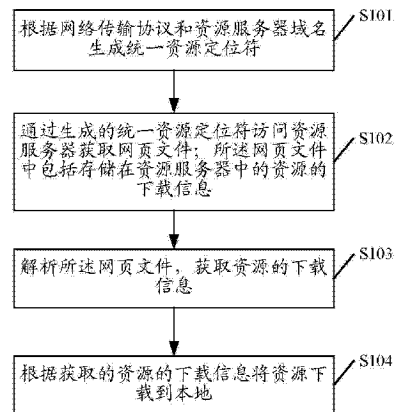 根据网络传输协议和资源服务器域名
生成统一资源定位符
S101
通过生成的统一资源定位符访问资源
服务器获取网页文件；所述网页文件
中包括存储在资源服务器中的资源的
下载信息
S102
解析所述网页文件，获取资源的下载
信息
S103
根据获取的资源的下载信息将资源下
载到本地
S104